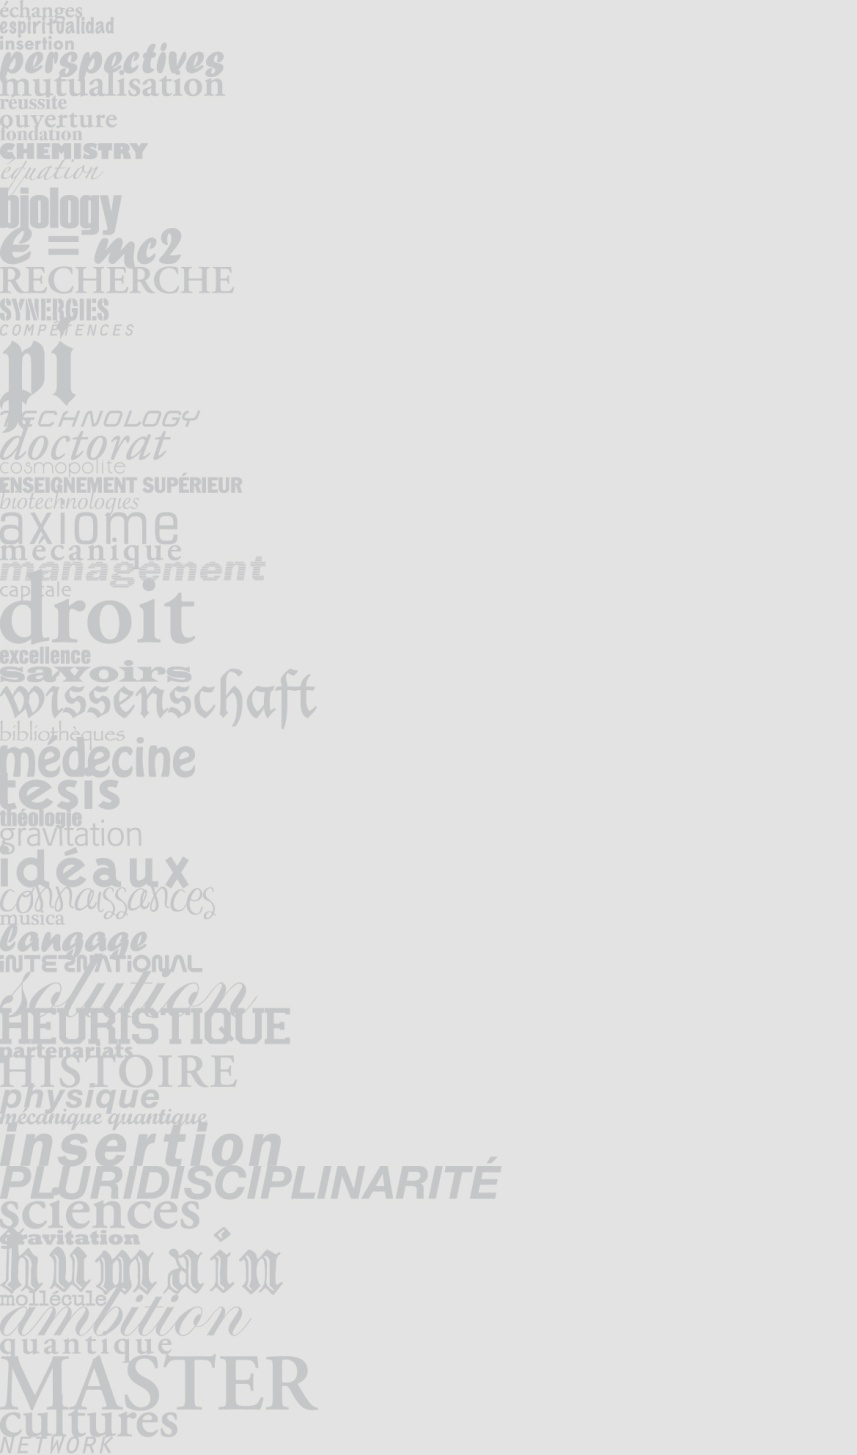 échanges
espiritualidad
insertion
perspectives
mutualisation
réussite
ouverture
fondation
CHEMISTRY
équation
biology
e = mc2
RECHERCHE
SYNERGIES
COMPÉTENCES
pi
TECHNOLOGY
doctorat
cosmopolite
ENSEIGNEMENT SUPÉRIEUR
biotechnologies
axiome
mécanique
management
capitale
droit
excellence
savoirs
wissenschaft
bibliothèques
médecine
tesis
théologie
gravitation
idéaux
connaissances
musica
langage
iNTERNATiONAL
solution
HEURISTIQUE
partenariats
HISTOIRE
physique
mécanique quantique
insertion
PLURIDISCIPLINARITÉ
sciences
gravitation
humain
mollécule
ambition
quantique
MASTER
cultures
NETWORK